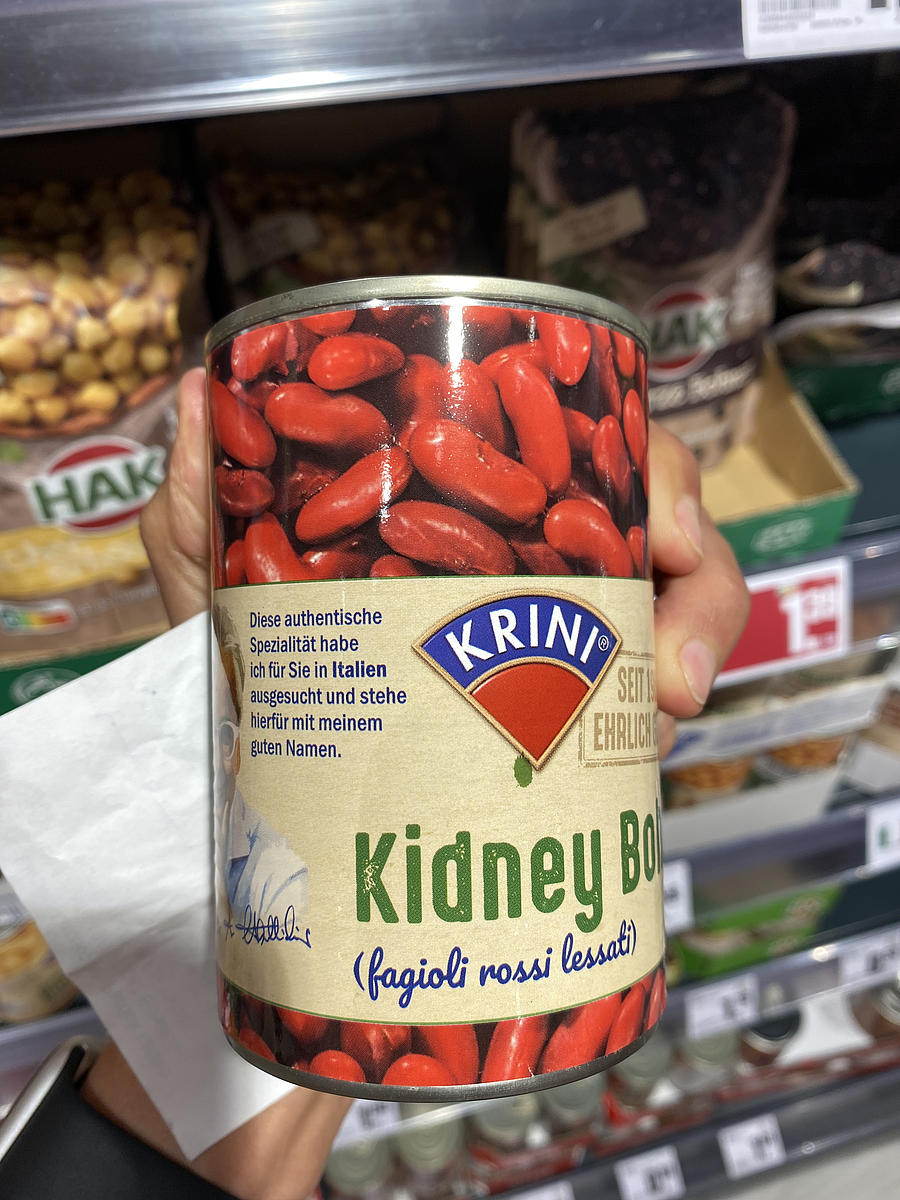 Diese authentische
Spezialität habe
ich für Sie in Italien
ausgesucht und stehe
hierfür mit meinem
guten Namen.
KRINI®
SEIT
EHRLICH
Kidney
(fagioli rossi lessati)
HAK
HAK